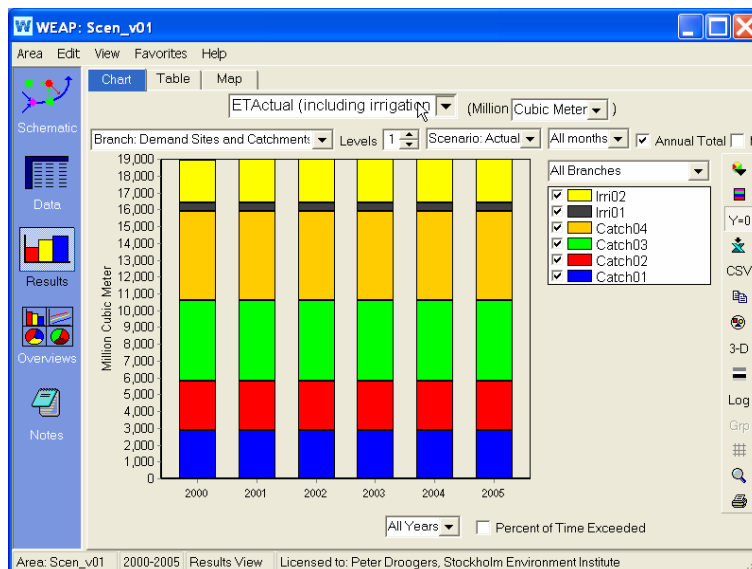 WEAP: Scen_v01
Area Edit View Favorites Help
Chart Table Map
ETActual (including irrigation (Million Cubic Meter )
Branch: Demand Sites and Catchments Levels 1 Scenario: Actual All months Annual Total
Schematic
Data
Results
Overviews
Notes
Million Cubic Meter
19,000
18,000
17,000
16,000
15,000
14,000
13,000
12,000
11,000
10,000
9,000
8,000
7,000
6,000
5,000
4,000
3,000
2,000
1,000
0
2000 2001 2002 2003 2004 2005
All Branches
Irri02
Irri01
Catch04
Catch03
Catch02
Catch01
Y=0
CSV
3-D
Log
Grp
All Years Percent of Time Exceeded
Area: Scen_v01 2000-2005 Results View Licensed to: Peter Droogers, Stockholm Environment Institute